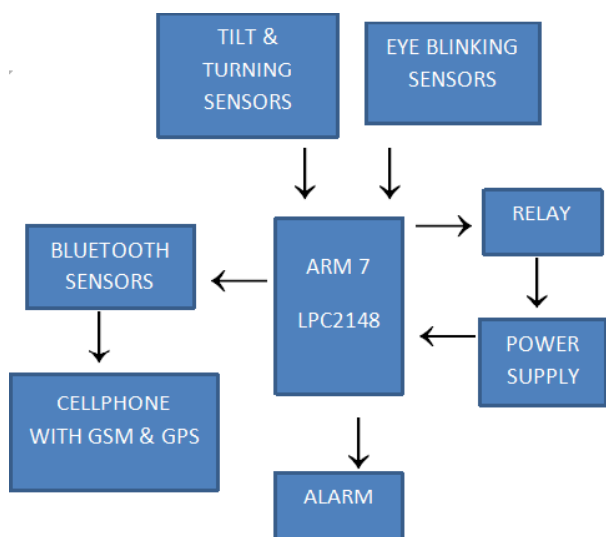 TILT &
TURNING
SENSORS
EYE BLINKING
SENSORS
BLUETOOTH
SENSORS
ARM 7
LPC2148
RELAY
POWER
SUPPLY
CELLPHONE
WITH GSM & GPS
ALARM